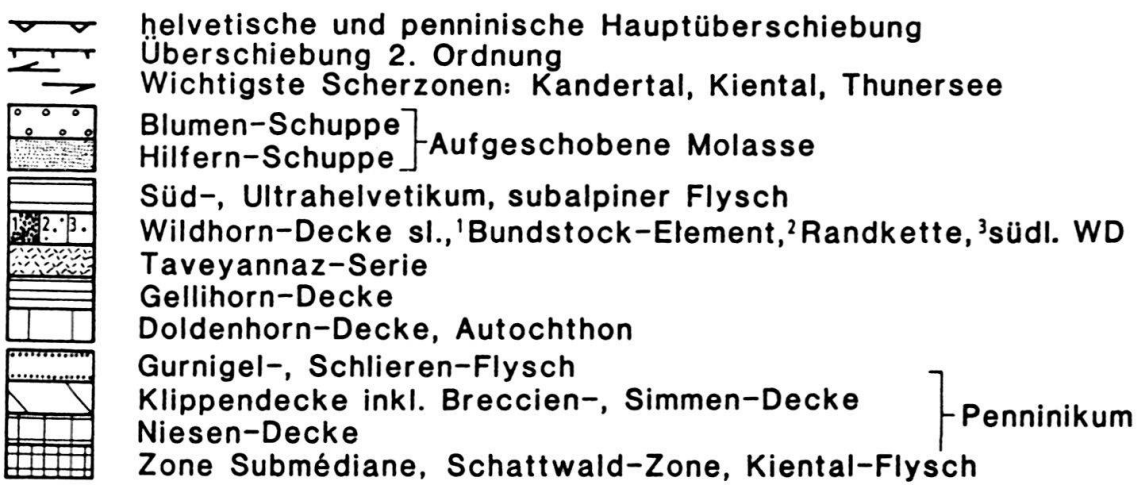 helvetische und penninische Hauptüberschiebung
Überschiebung 2. Ordnung
Wichtigste Scherzonen: Kandertal, Kiental, Thunersee
Blumen-Schuppe
Hilfern-Schuppe
Aufgeschobene Molasse
Süd-, Ultrahelvetikum, subalpiner Flysch
1 2. 3. Wildhorn-Decke sl.,¹Bundstock-Element,²Randkette,³südl. WD
Taveyannaz-Serie
Gellihorn-Decke
Doldenhorn-Decke, Autochthon
Gurnigel-, Schlieren-Flysch
Klippendecke inkl. Breccien-, Simmen-Decke
Penninikum
Niesen-Decke
Zone Submédiane, Schattwald-Zone, Kiental-Flysch